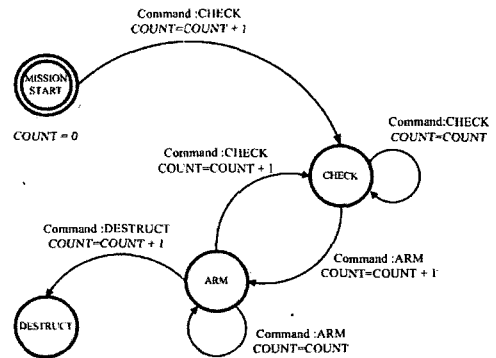 Command :CHECK
COUNT=COUNT + 1
MISSION
START
COUNT = 0
Command:CHECK
COUNT=COUNT
Command :CHECK
COUNT=COUNT + 1
CHECK
Command :DESTRUCT
COUNT=COUNT + 1
Command :ARM
COUNT=COUNT + 1
ARM
DESTRUCT
Command :ARM
COUNT=COUNT